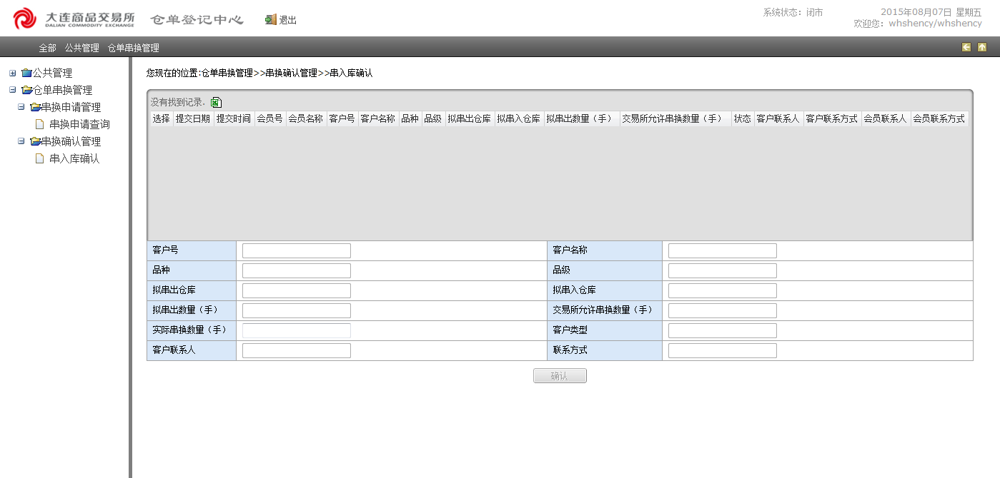 大连商品交易所
DALIAN COMMODITY EXCHANGE
仓单登记中心
退出
系统状态：闭市
2015年08月07日 星期五
欢迎您：whshency/whshency
全部 公共管理 仓单串换管理
公共管理
仓单串换管理
串换申请管理
串换申请查询
串换确认管理
串入库确认
您现在的位置:仓单串换管理>>串换确认管理>>串入库确认
没有找到记录.
选择 提交日期 提交时间 会员号 会员名称 客户号 客户名称 品种 品级 拟串出仓库 拟串入仓库 拟串出数量（手） 交易所允许串换数量（手） 状态 客户联系人 客户联系方式 会员联系人 会员联系方式
客户号 客户名称
品种 品级
拟串出仓库 拟串入仓库
拟串出数量（手） 交易所允许串换数量（手）
实际串换数量（手） 客户类型
客户联系人 联系方式
确认